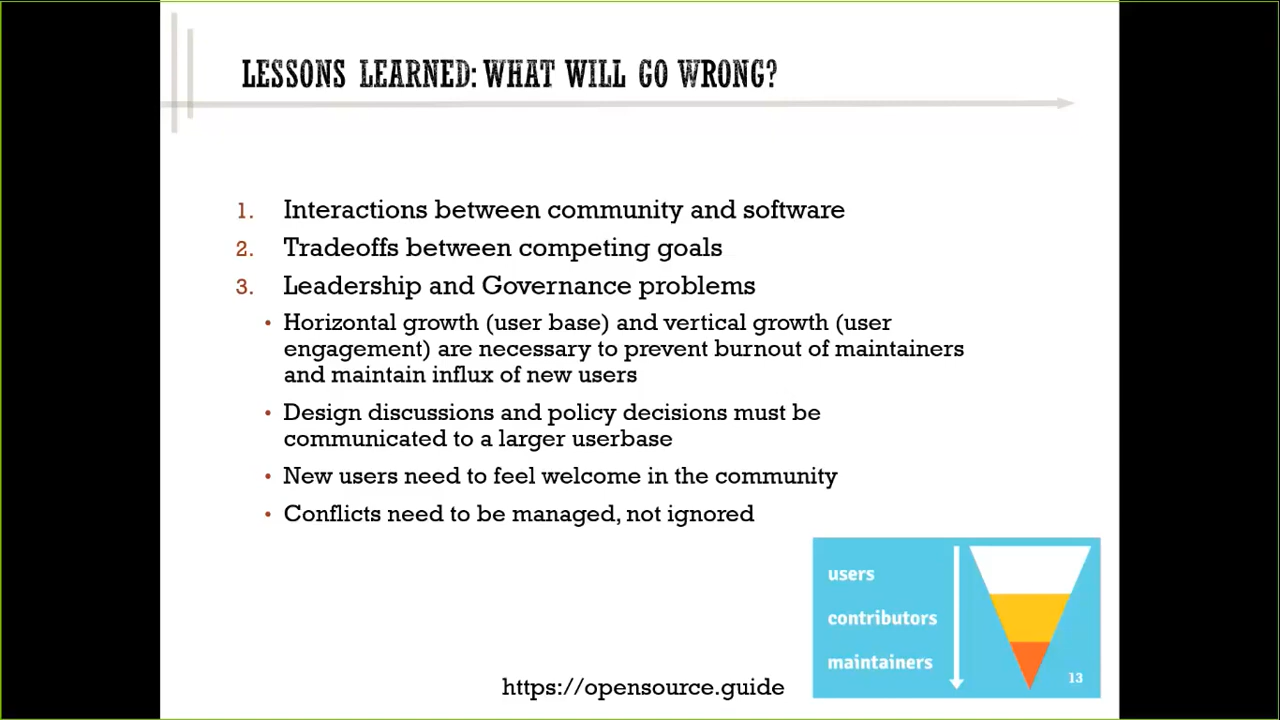 LESSONS LEARNED: WHAT WILL GO WRONG?
1. Interactions between community and software
2. Tradeoffs between competing goals
3. Leadership and Governance problems
• Horizontal growth (user base) and vertical growth (user
engagement) are necessary to prevent burnout of maintainers
and maintain influx of new users
• Design discussions and policy decisions must be
communicated to a larger userbase
• New users need to feel welcome in the community
• Conflicts need to be managed, not ignored
users
contributors
maintainers
13
https://opensource.guide